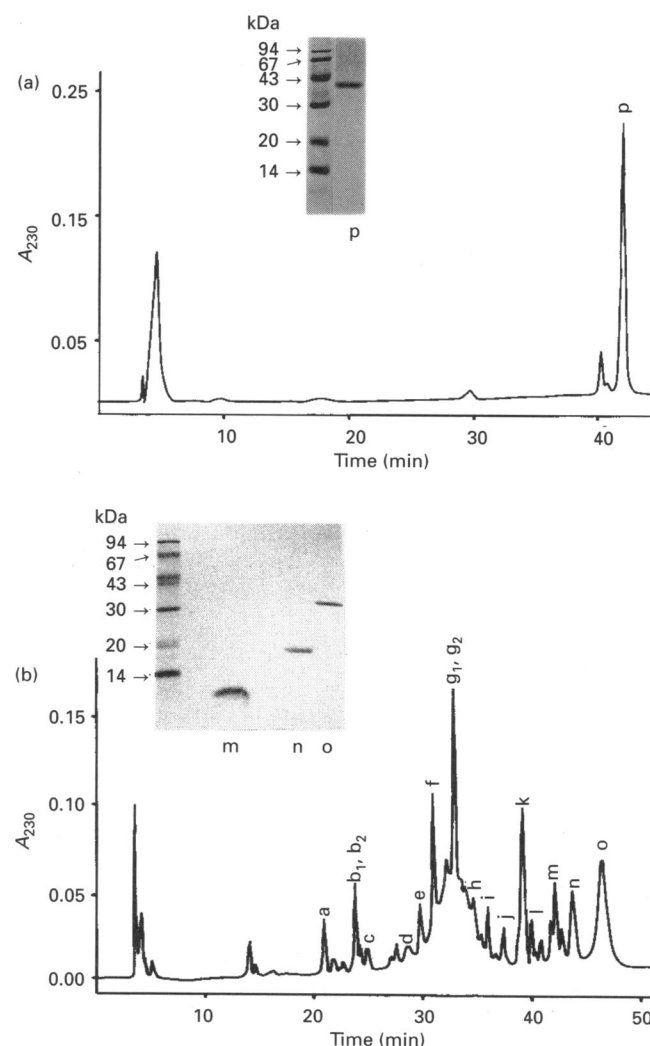 kDa
94 →
67 →
43 →
30 →
20 →
14 →
p
(a)
0.25
0.15
0.05
A230
p
10
20
30
40
Time (min)
kDa
94 →
67 →
43 →
30 →
20 →
14 →
m n o
(b)
0.15
0.10
0.05
0.00
A230
a
b1, b2
c
d
e
f
g1, g2
h
i
j
k
l
m
n
o
10
20
30
40
50
Time (min)